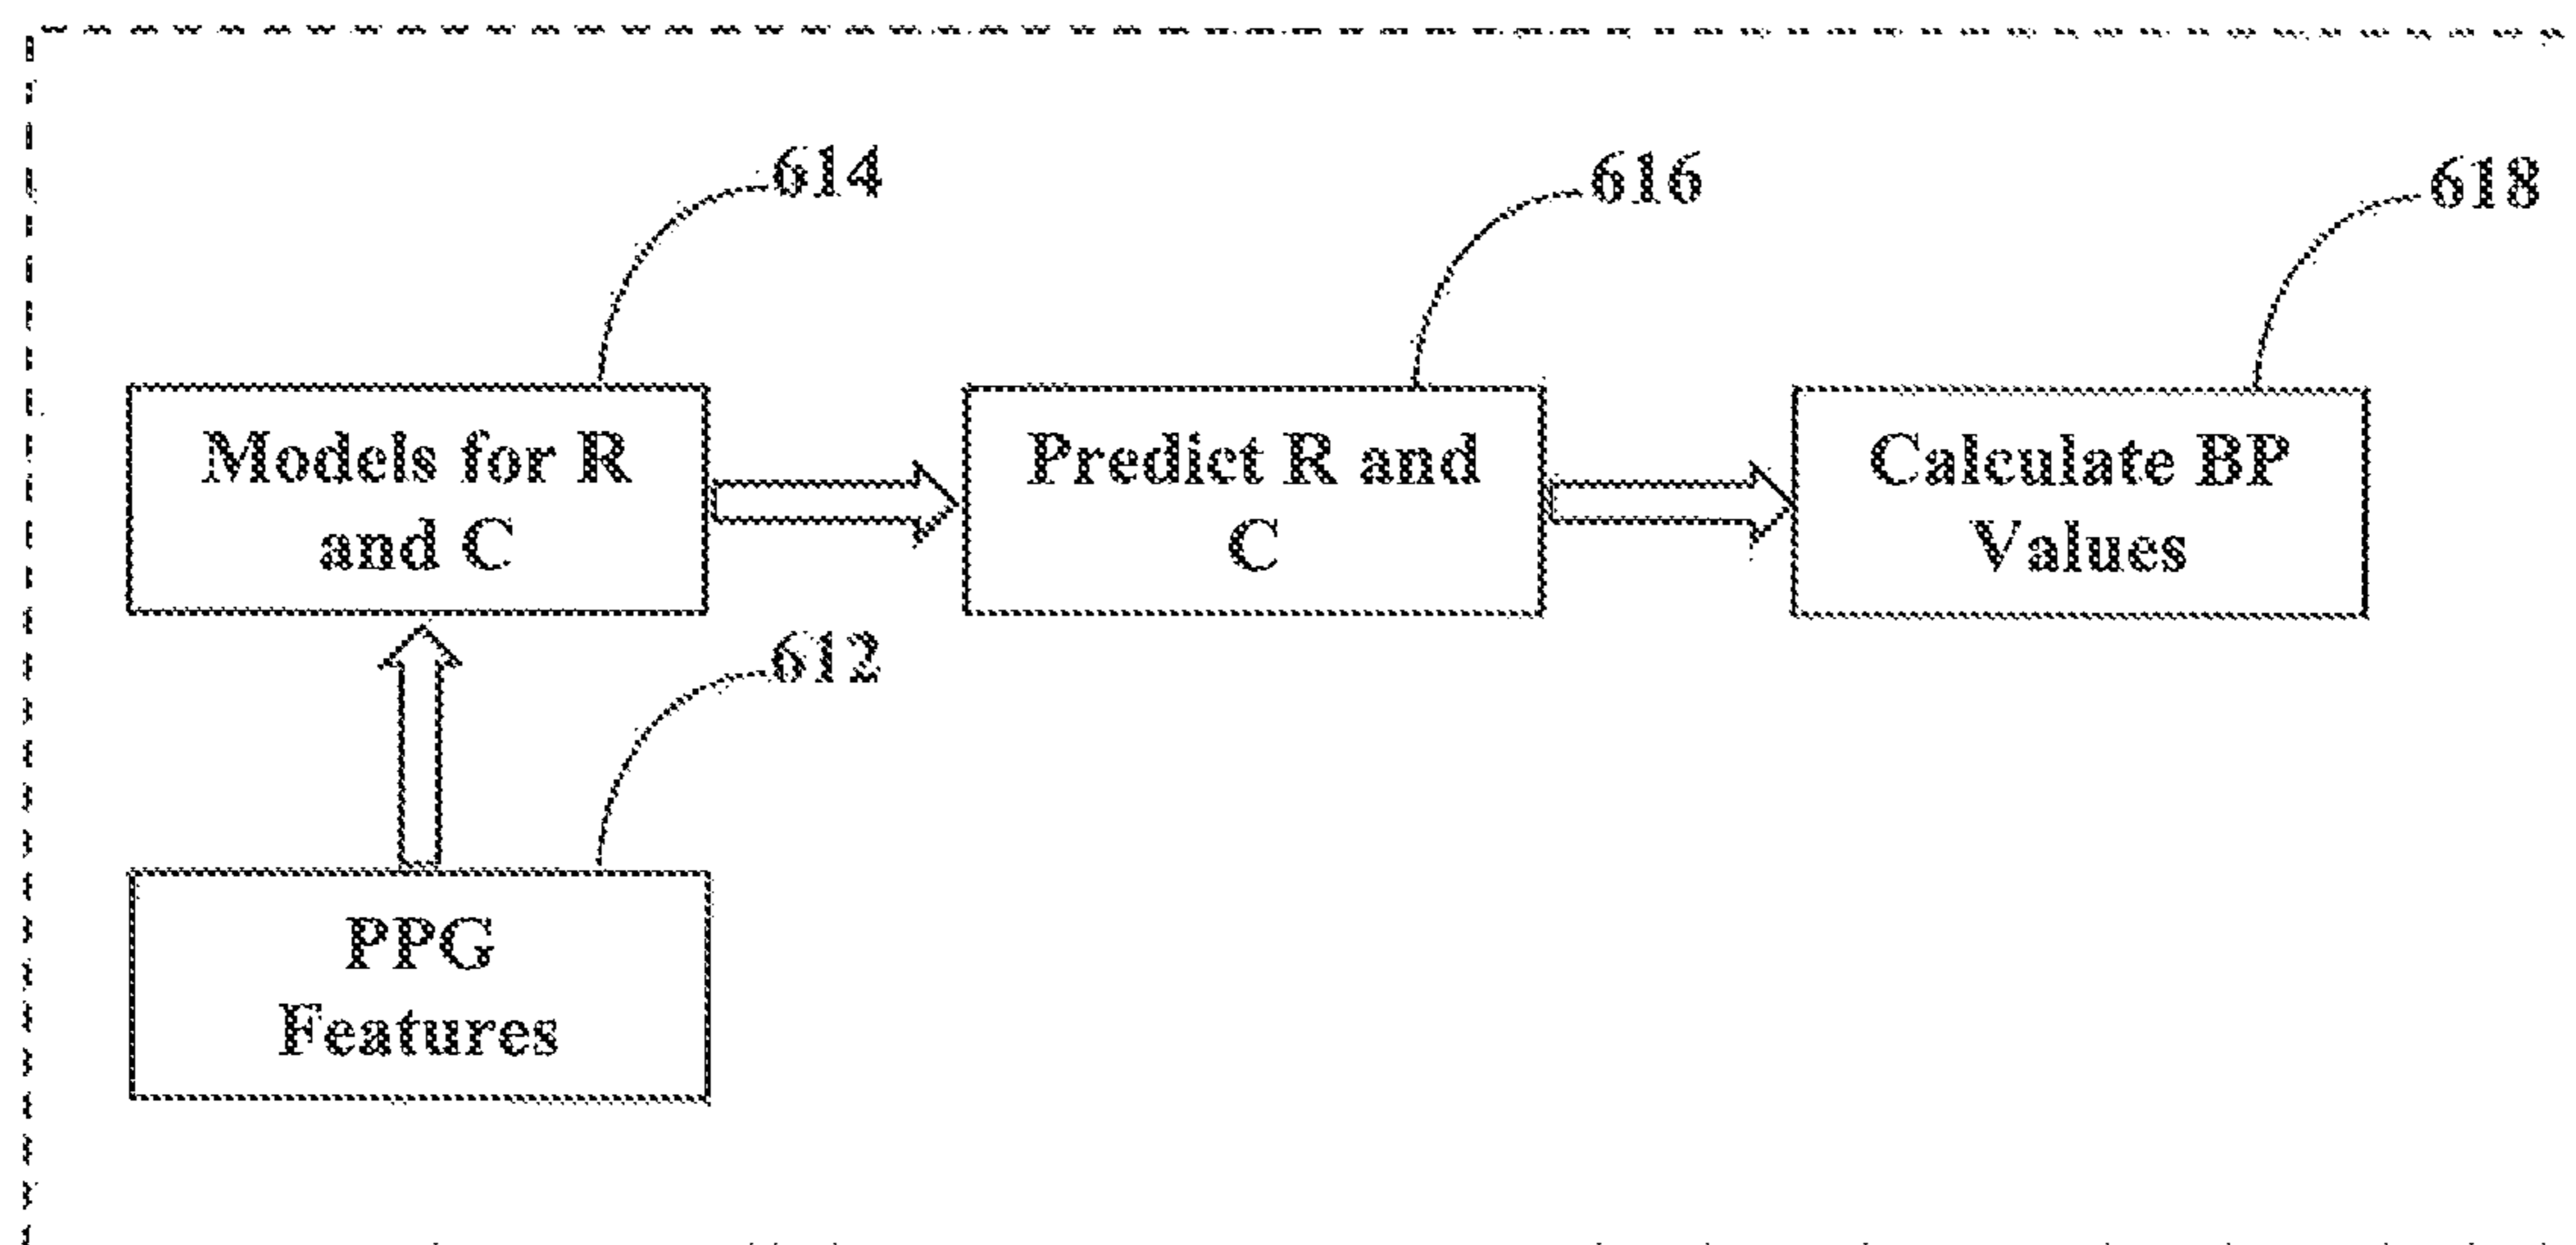 614
616
618
Models for R
and C
Predict R and
C
Calculate BP
Values
612
PPG
Features